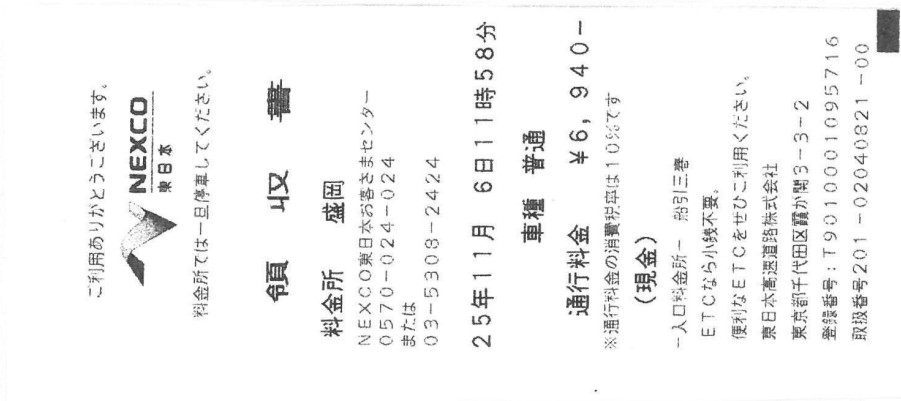 ご利用ありがとうございます。
NEXCO
東日本
料金所では一旦停車してください。
領 収 書
料金所 盛岡
NEXCO東日本お客さまセンター
0570-024-024
または
03-5308-2424
25年11月 6日11時58分
車種 普通
通行料金 ¥6, 940-
※通行料金の消費税率は10%です
(現金)
-入口料金所- 船引三春
ETCなら小銭不要。
便利なETCをぜひご利用ください。
東日本高速道路株式会社
東京都千代田区霞が関3-3-2
登録番号:T9010001095716
取扱番号201-02040821-00